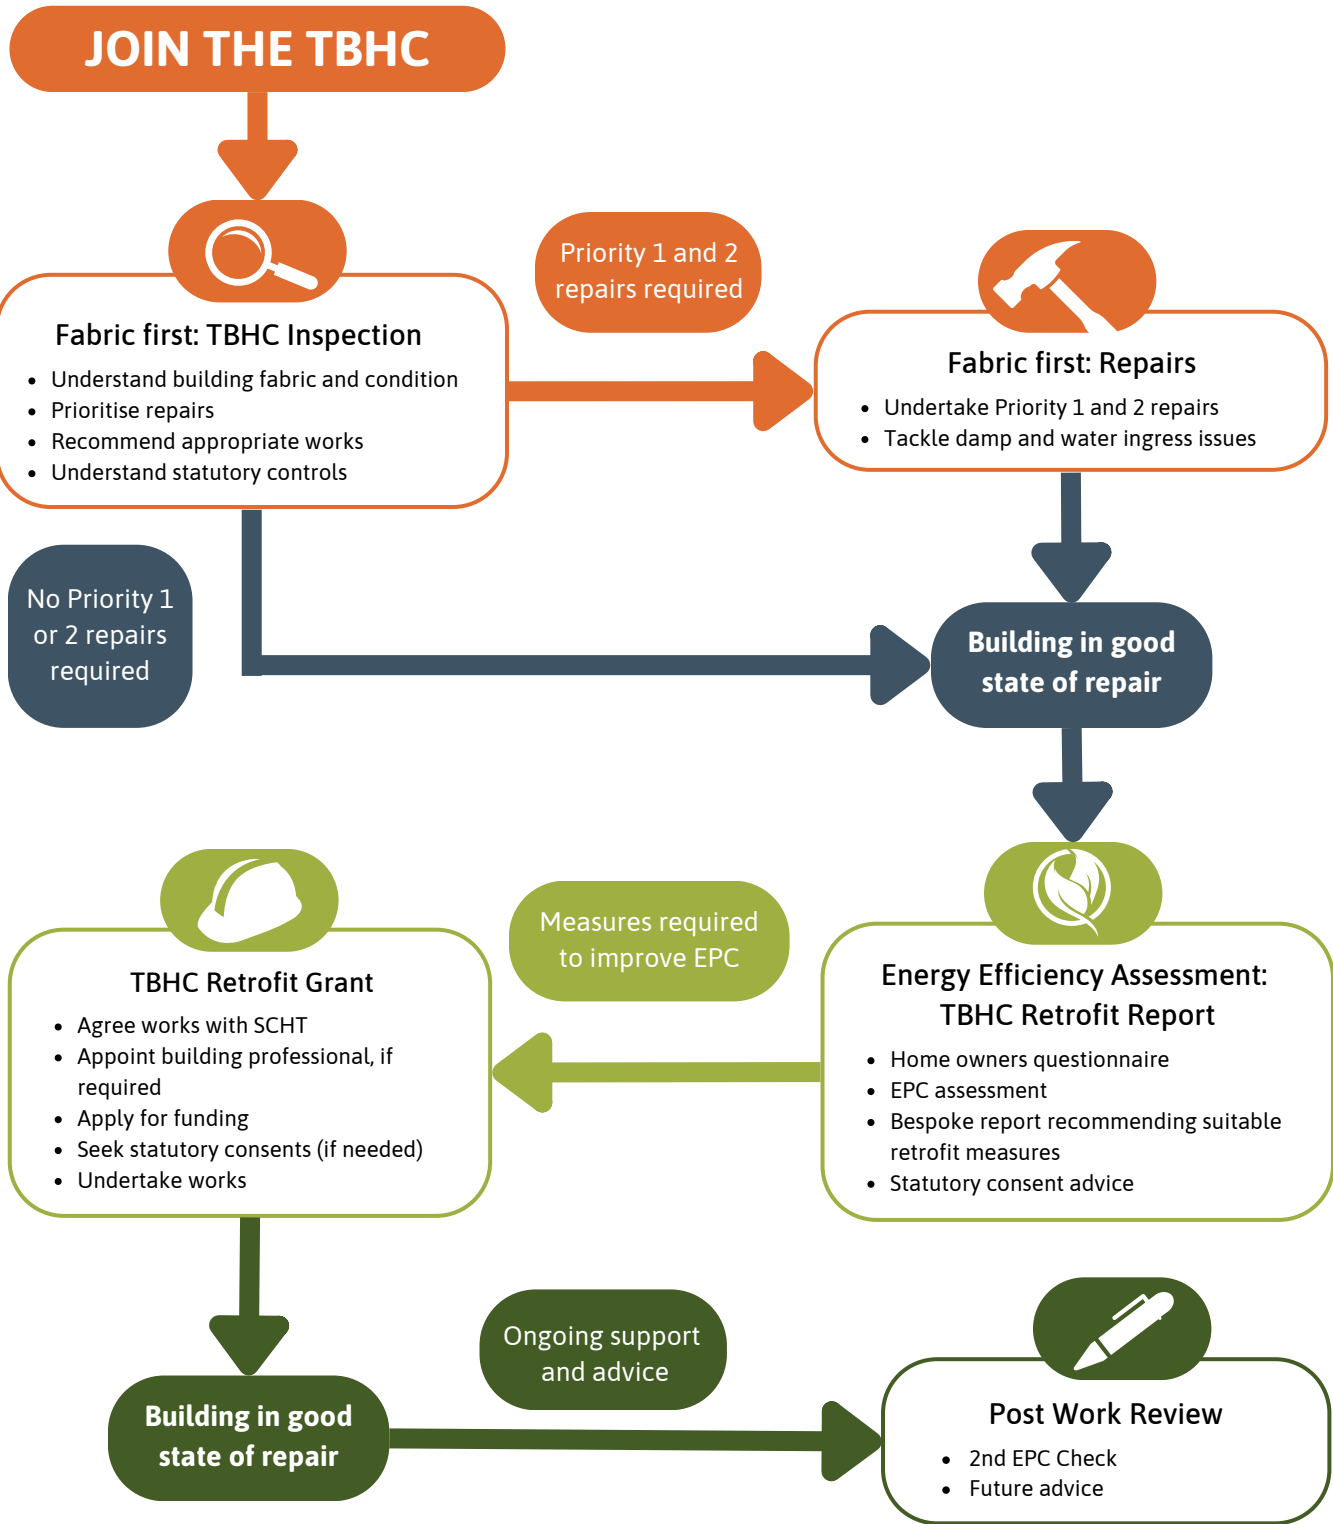 JOIN THE TBHC
Priority 1 and 2
repairs required
Fabric first: TBHC Inspection
• Understand building fabric and condition
• Prioritise repairs
• Recommend appropriate works
• Understand statutory controls
Fabric first: Repairs
• Undertake Priority 1 and 2 repairs
• Tackle damp and water ingress issues
No Priority 1
or 2 repairs
required
Building in good
state of repair
Energy Efficiency Assessment:
TBHC Retrofit Report
• Home owners questionnaire
• EPC assessment
• Bespoke report recommending suitable
retrofit measures
• Statutory consent advice
Measures required
to improve EPC
TBHC Retrofit Grant
• Agree works with SCHT
• Appoint building professional, if
required
• Apply for funding
• Seek statutory consents (if needed)
• Undertake works
Building in good
state of repair
Ongoing support
and advice
Post Work Review
• 2nd EPC Check
• Future advice